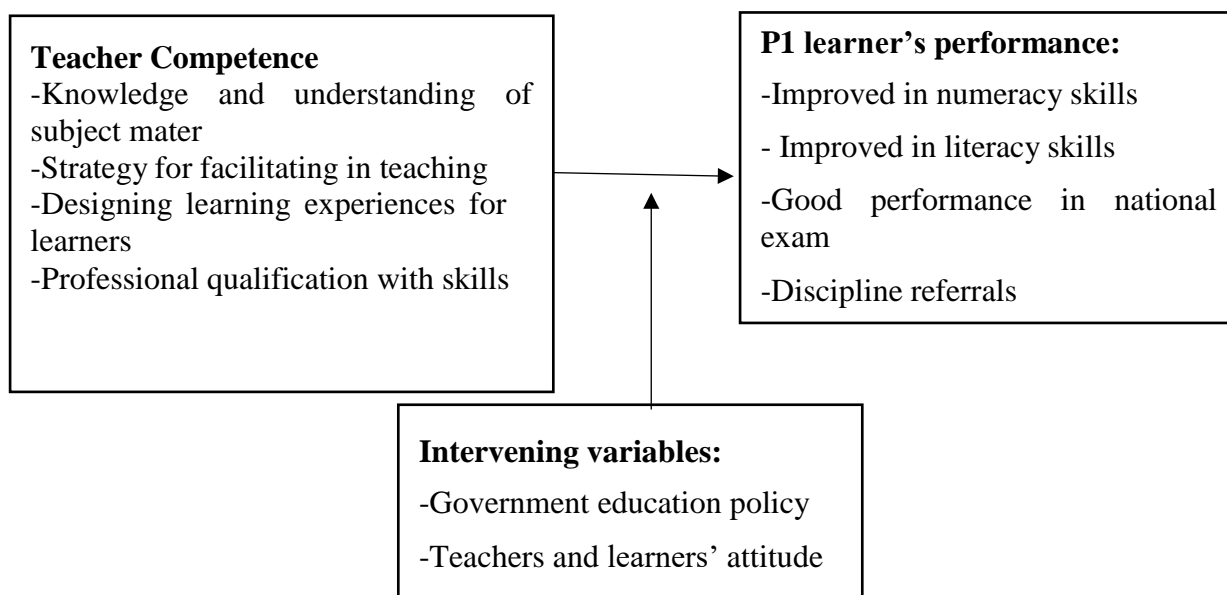 Teacher Competence
-Knowledge and understanding of
subject mater
-Strategy for facilitating in teaching
-Designing learning experiences for
learners
-Professional qualification with skills
P1 learner’s performance:
-Improved in numeracy skills
- Improved in literacy skills
-Good performance in national
exam
-Discipline referrals
Intervening variables:
-Government education policy
-Teachers and learners’ attitude